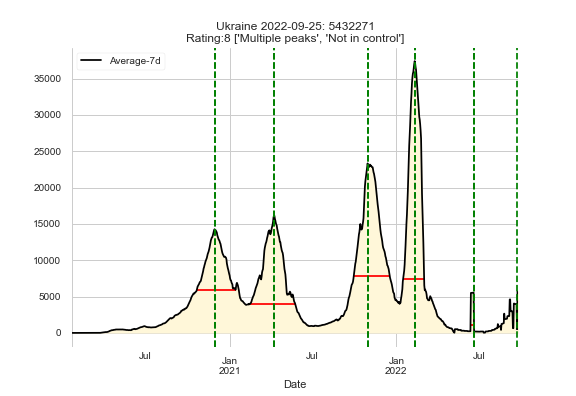 Ukraine 2022-09-25: 5432271
Rating:8 ['Multiple peaks', 'Not in control']
Average-7d
35000
30000
25000
20000
15000
10000
5000
0
Jul
Jan
2021
Jul
Jan
2022
Jul
Date